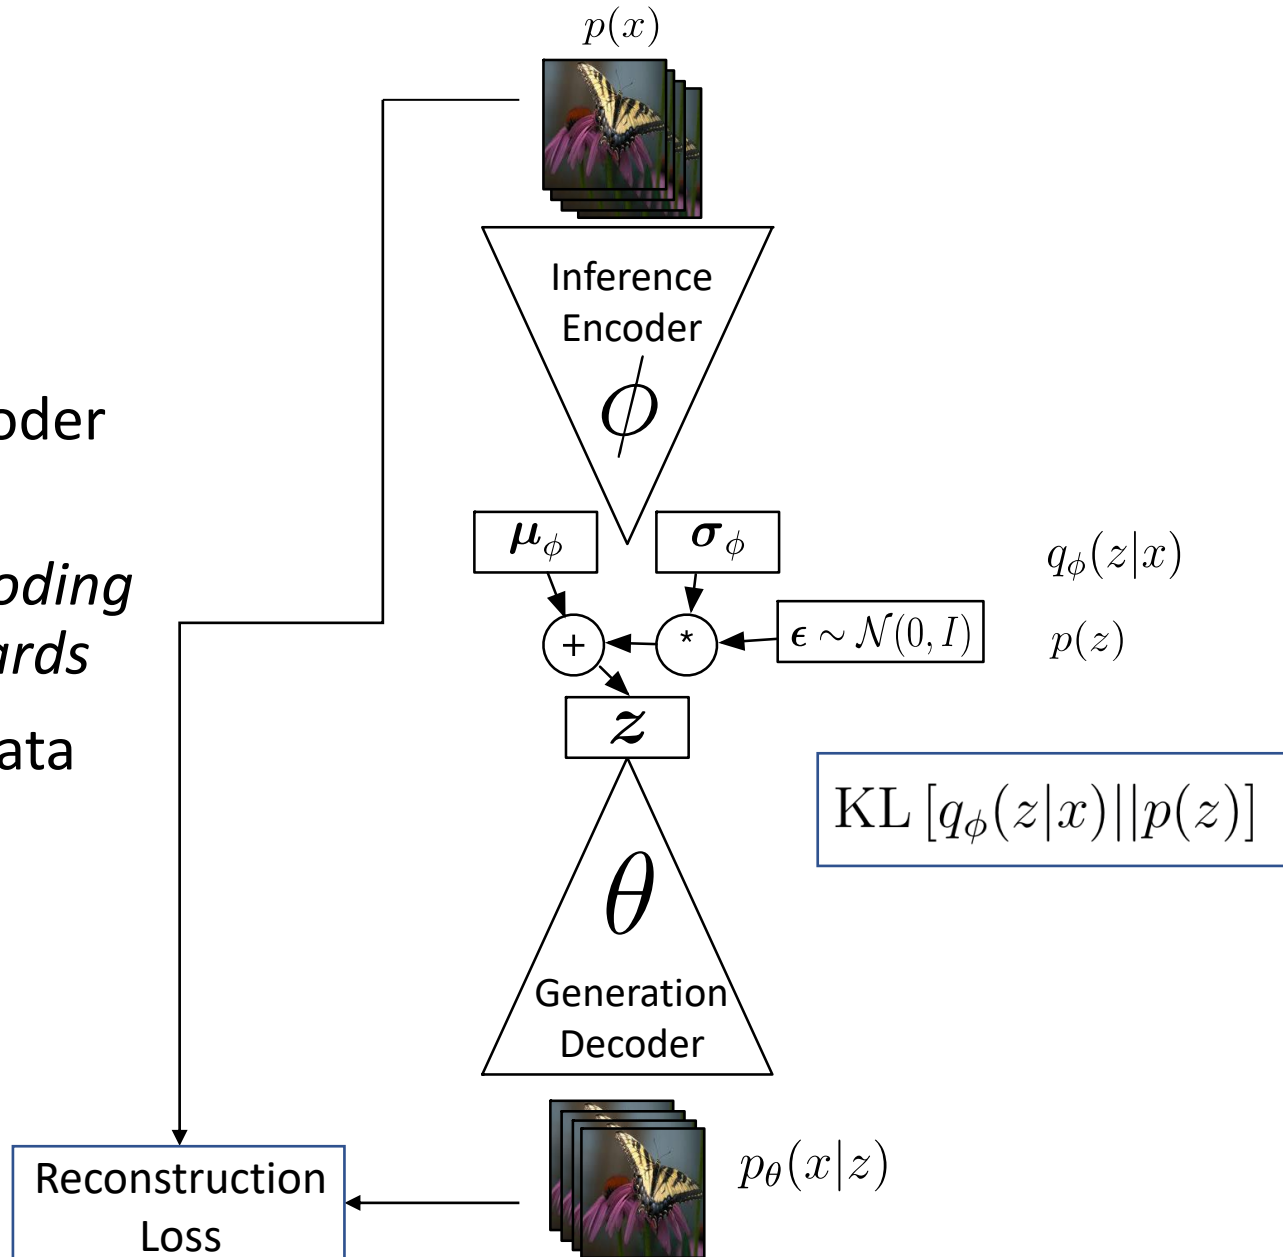 p(x)
Inference
Encoder
ϕ
oder
μ_ϕ
σ_ϕ
q_ϕ(z|x)
oding
ϵ ∼ 𝒩(0, I)
p(z)
+
*
ards
z
ata
KL [q_ϕ(z|x)||p(z)]
θ
Generation
Decoder
p_θ(x|z)
Reconstruction
Loss